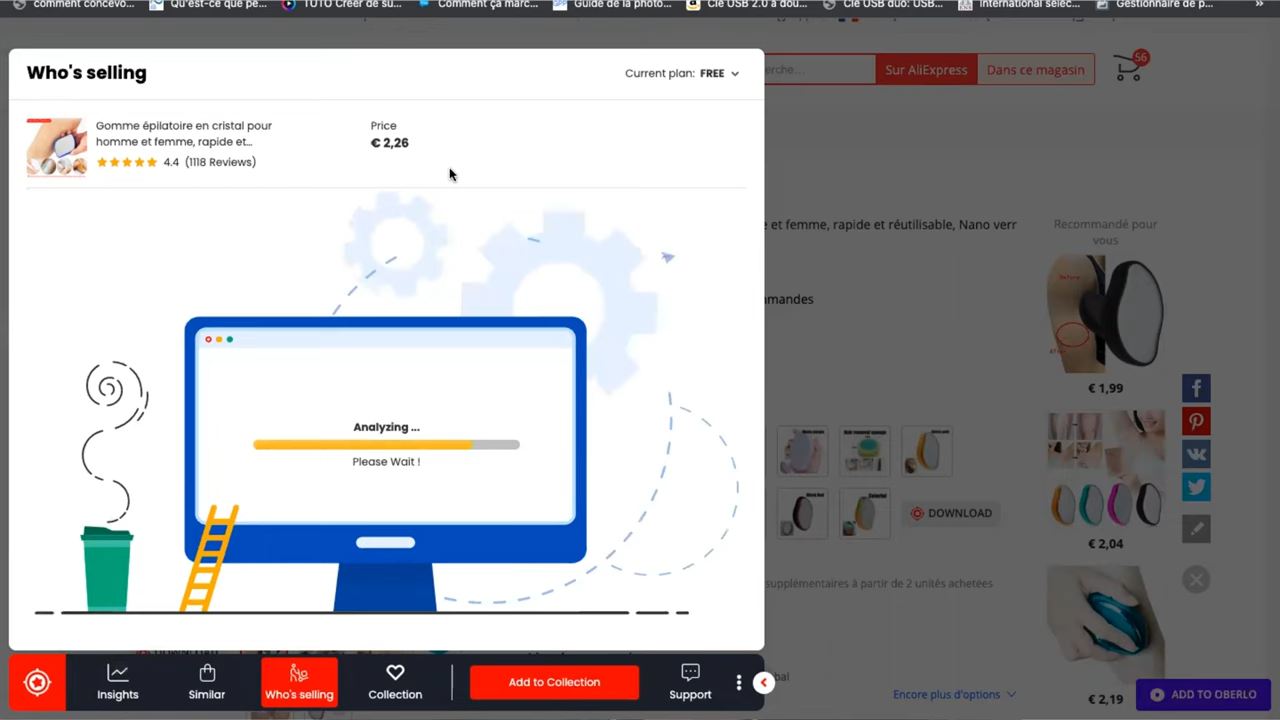 comment concevo...
Qu'est-ce que pe...
TUTO Créer de su...
Comment ça marc...
Guide de la photo...
Clé USB 2.0 à dou...
Clé USB duo: USB...
International selec...
Gestionnaire de p...
»
Who's selling
Current plan: FREE
erche...
Sur AliExpress
Dans ce magasin
56
Gomme épilatoire en cristal pour
homme et femme, rapide et...
4.4 (1118 Reviews)
Price
€ 2,26
e et femme, rapide et réutilisable, Nano verr
Recommandé pour
vous
mmandes
Before
After
€ 1,99
Analyzing ...
Please Wait !
DOWNLOAD
€ 2,04
supplémentaires à partir de 2 unités achetées
bal
Encore plus d'options
€ 2,19
ADD TO OBERLO
Insights
Similar
Who's selling
Collection
Add to Collection
Support